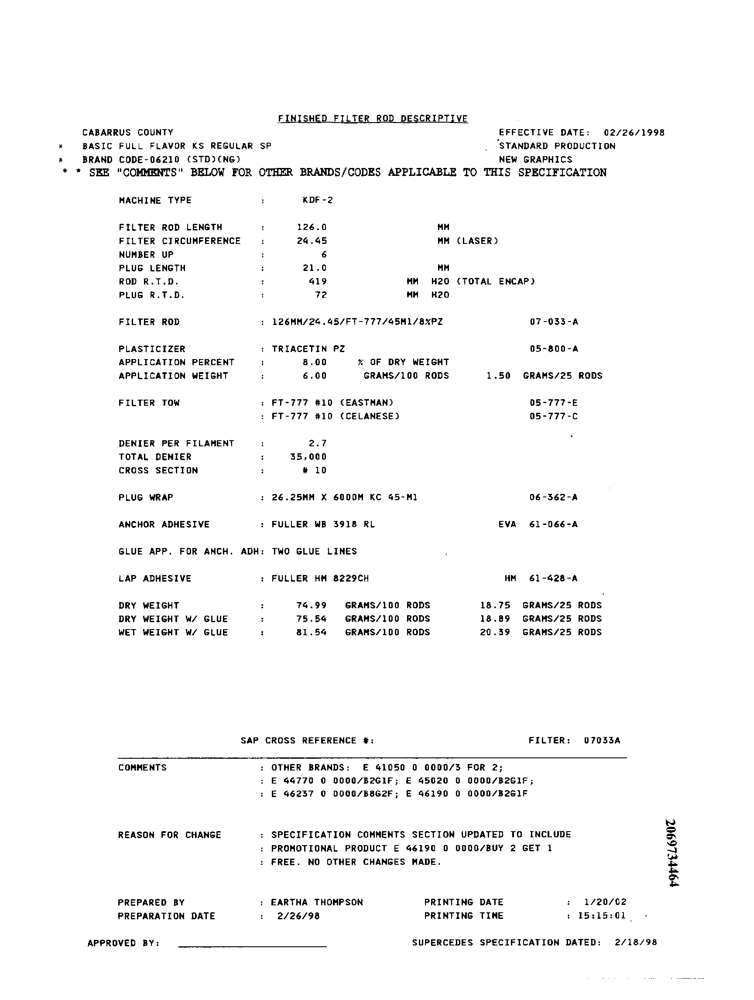 FINISHED FILTER ROD DESCRIPTIVE
CABARRUS COUNTY EFFECTIVE DATE: 02/26/1998
* BASIC FULL FLAVOR KS REGULAR SP STANDARD PRODUCTION
* BRAND CODE-06210 (STD)(NG) NEW GRAPHICS
* * SEE "COMMENTS" BELOW FOR OTHER BRANDS/CODES APPLICABLE TO THIS SPECIFICATION
MACHINE TYPE : KDF-2
FILTER ROD LENGTH : 126.0 MM
FILTER CIRCUMFERENCE : 24.45 MM (LASER)
NUMBER UP : 6
PLUG LENGTH : 21.0 MM
ROD R.T.D. : 419 MM H2O (TOTAL ENCAP)
PLUG R.T.D. : 72 MM H2O
FILTER ROD : 126MM/24.45/FT-777/45M1/8%PZ 07-033-A
PLASTICIZER : TRIACETIN PZ 05-800-A
APPLICATION PERCENT : 8.00 % OF DRY WEIGHT
APPLICATION WEIGHT : 6.00 GRAMS/100 RODS 1.50 GRAMS/25 RODS
FILTER TOW : FT-777 #10 (EASTMAN) 05-777-E
: FT-777 #10 (CELANESE) 05-777-C
DENIER PER FILAMENT : 2.7
TOTAL DENIER : 35,000
CROSS SECTION : # 10
PLUG WRAP : 26.25MM X 6000M KC 45-M1 06-362-A
ANCHOR ADHESIVE : FULLER WB 3918 RL EVA 61-066-A
GLUE APP. FOR ANCH. ADH: TWO GLUE LINES
LAP ADHESIVE : FULLER HM 8229CH HM 61-428-A
DRY WEIGHT : 74.99 GRAMS/100 RODS 18.75 GRAMS/25 RODS
DRY WEIGHT W/ GLUE : 75.54 GRAMS/100 RODS 18.89 GRAMS/25 RODS
WET WEIGHT W/ GLUE : 81.54 GRAMS/100 RODS 20.39 GRAMS/25 RODS
SAP CROSS REFERENCE #: FILTER: 07033A
COMMENTS : OTHER BRANDS: E 41050 0 0000/3 FOR 2;
: E 44770 0 0000/B2G1F; E 45020 0 0000/B2G1F;
: E 46237 0 0000/B8G2F; E 46190 0 0000/B2G1F
REASON FOR CHANGE : SPECIFICATION COMMENTS SECTION UPDATED TO INCLUDE
: PROMOTIONAL PRODUCT E 46190 0 0000/BUY 2 GET 1
: FREE. NO OTHER CHANGES MADE.
2069734464
PREPARED BY : EARTHA THOMPSON PRINTING DATE : 1/20/02
PREPARATION DATE : 2/26/98 PRINTING TIME : 15:15:01
APPROVED BY: SUPERCEDES SPECIFICATION DATED: 2/18/98